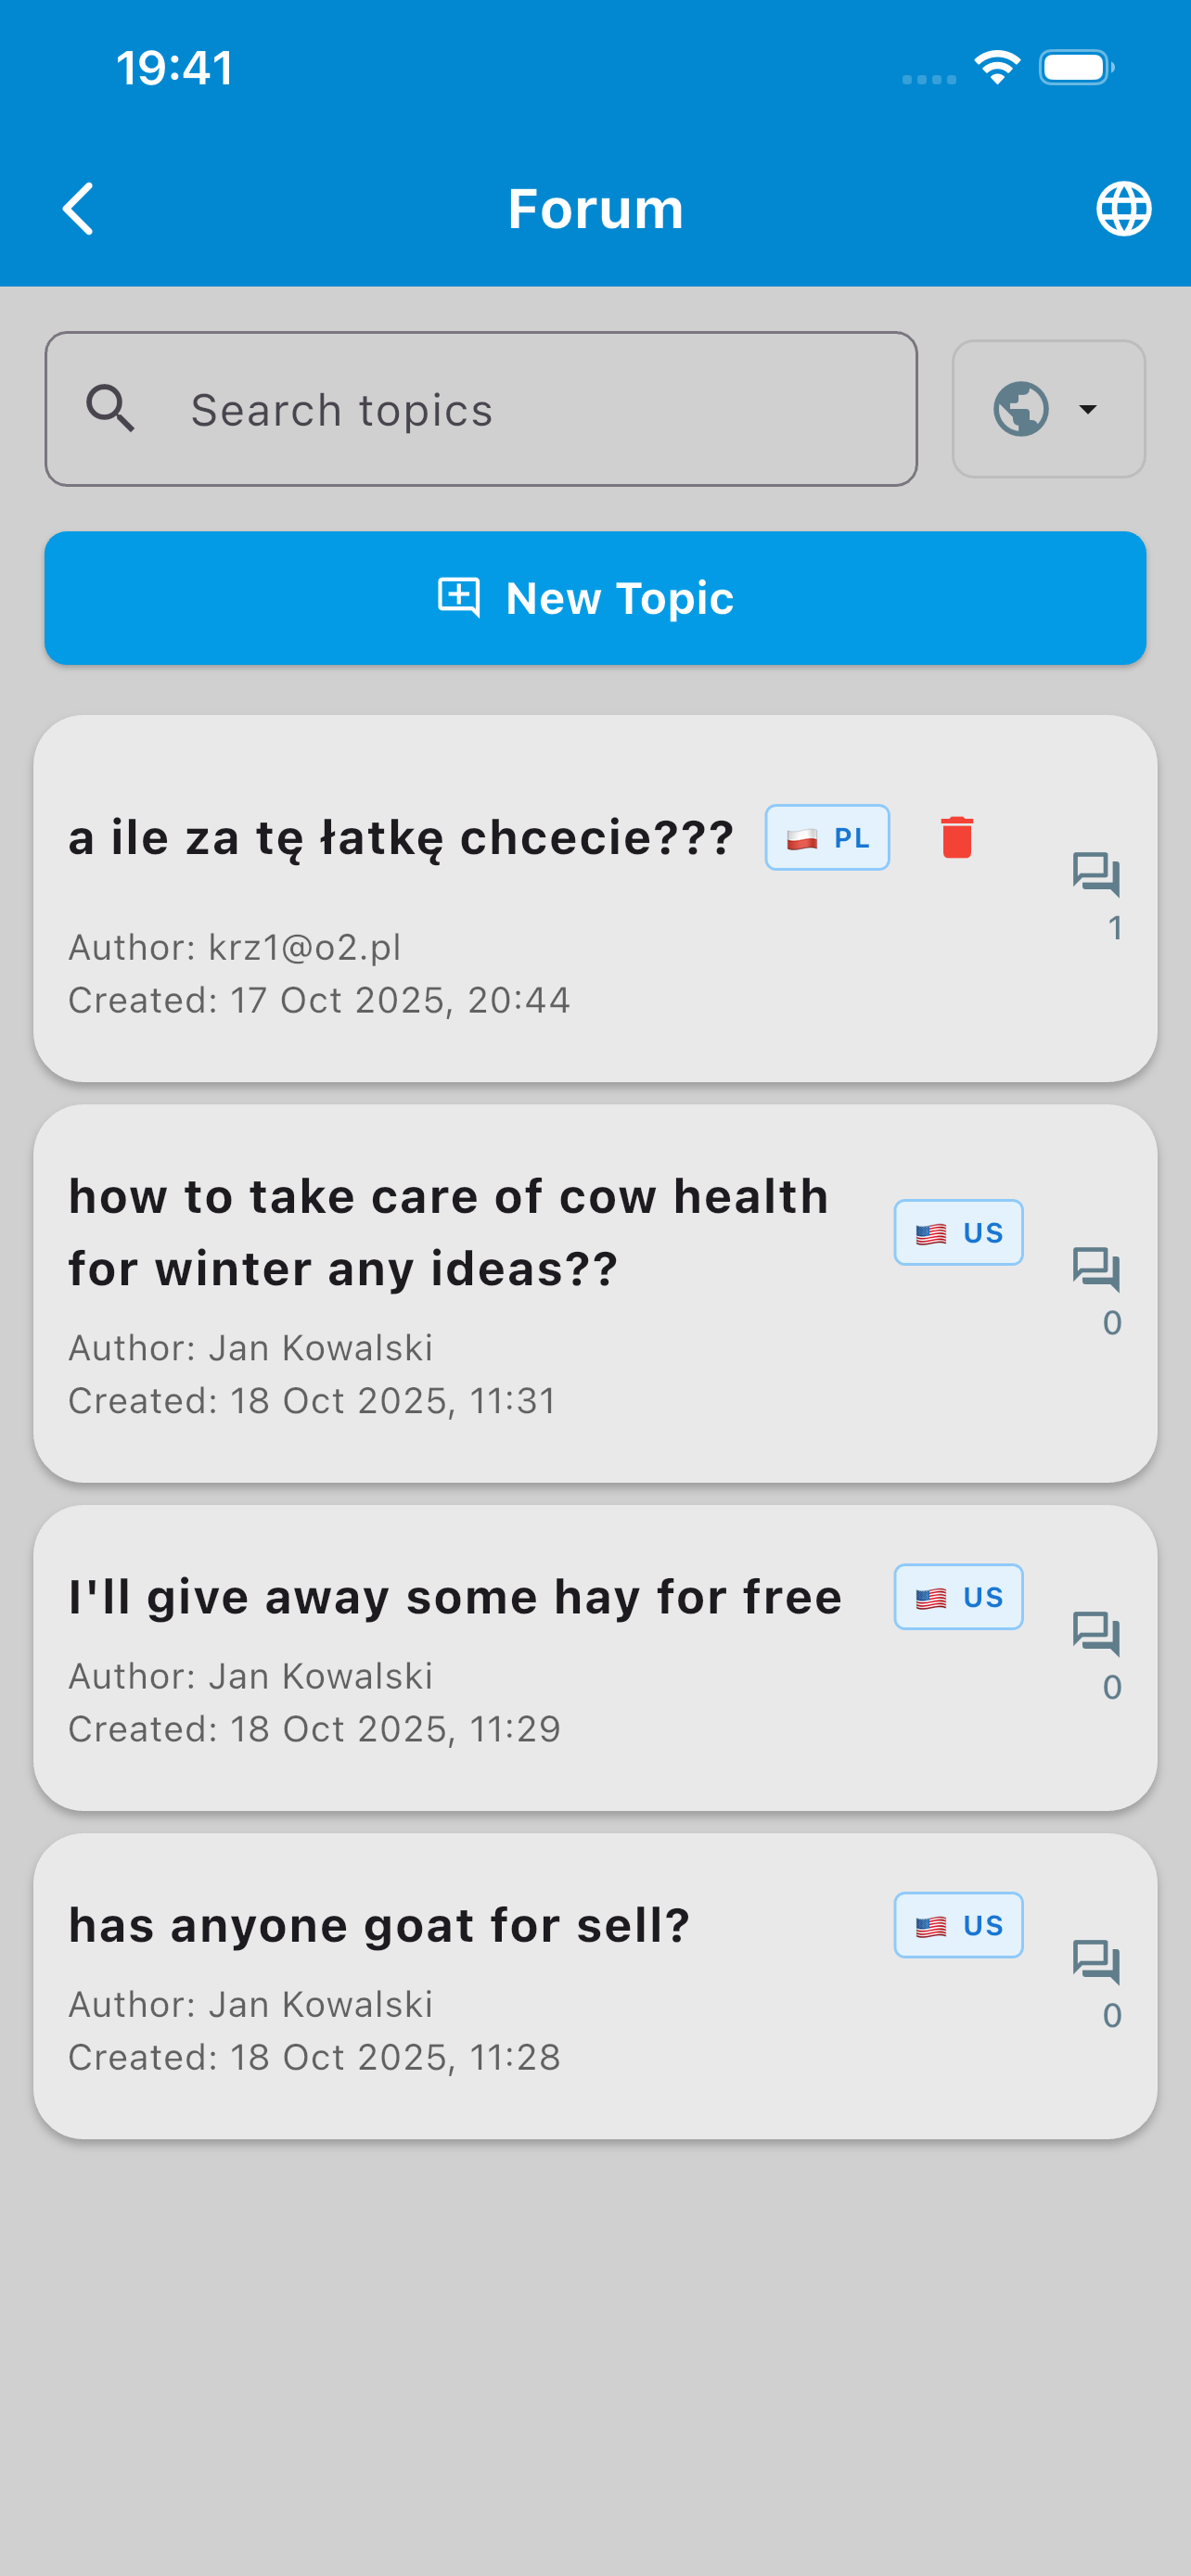 19:41
Forum
Search topics
New Topic
a ile za tę łatkę chcecie??? PL
1
Author: krz1@o2.pl
Created: 17 Oct 2025, 20:44
how to take care of cow health
for winter any ideas??
US
0
Author: Jan Kowalski
Created: 18 Oct 2025, 11:31
I'll give away some hay for free US
0
Author: Jan Kowalski
Created: 18 Oct 2025, 11:29
has anyone goat for sell? US
0
Author: Jan Kowalski
Created: 18 Oct 2025, 11:28